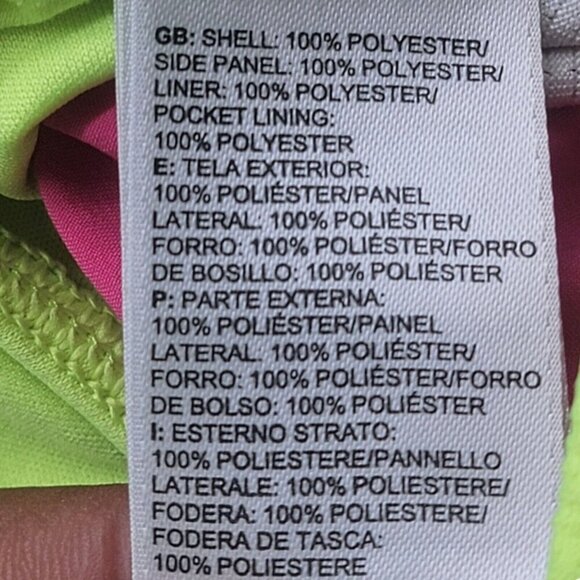 GB: SHELL: 100% POLYESTER/
SIDE PANEL: 100% POLYESTER/
LINER: 100% POLYESTER/
POCKET LINING:
100% POLYESTER
E: TELA EXTERIOR:
100% POLIÉSTER/PANEL
LATERAL: 100% POLIÉSTER/
FORRO: 100% POLIÉSTER/FORRO
DE BOSILLO: 100% POLIÉSTER
P: PARTE EXTERNA:
100% POLIÉSTER/PAINEL
LATERAL: 100% POLIÉSTER/
FORRO: 100% POLIÉSTER/FORRO
DE BOLSO: 100% POLIÉSTER
I: ESTERNO STRATO:
100% POLIESTERE/PANNELLO
LATERALE: 100% POLIESTERE/
FODERA: 100% POLIESTERE/
FODERA DE TASCA:
100% POLIESTERE